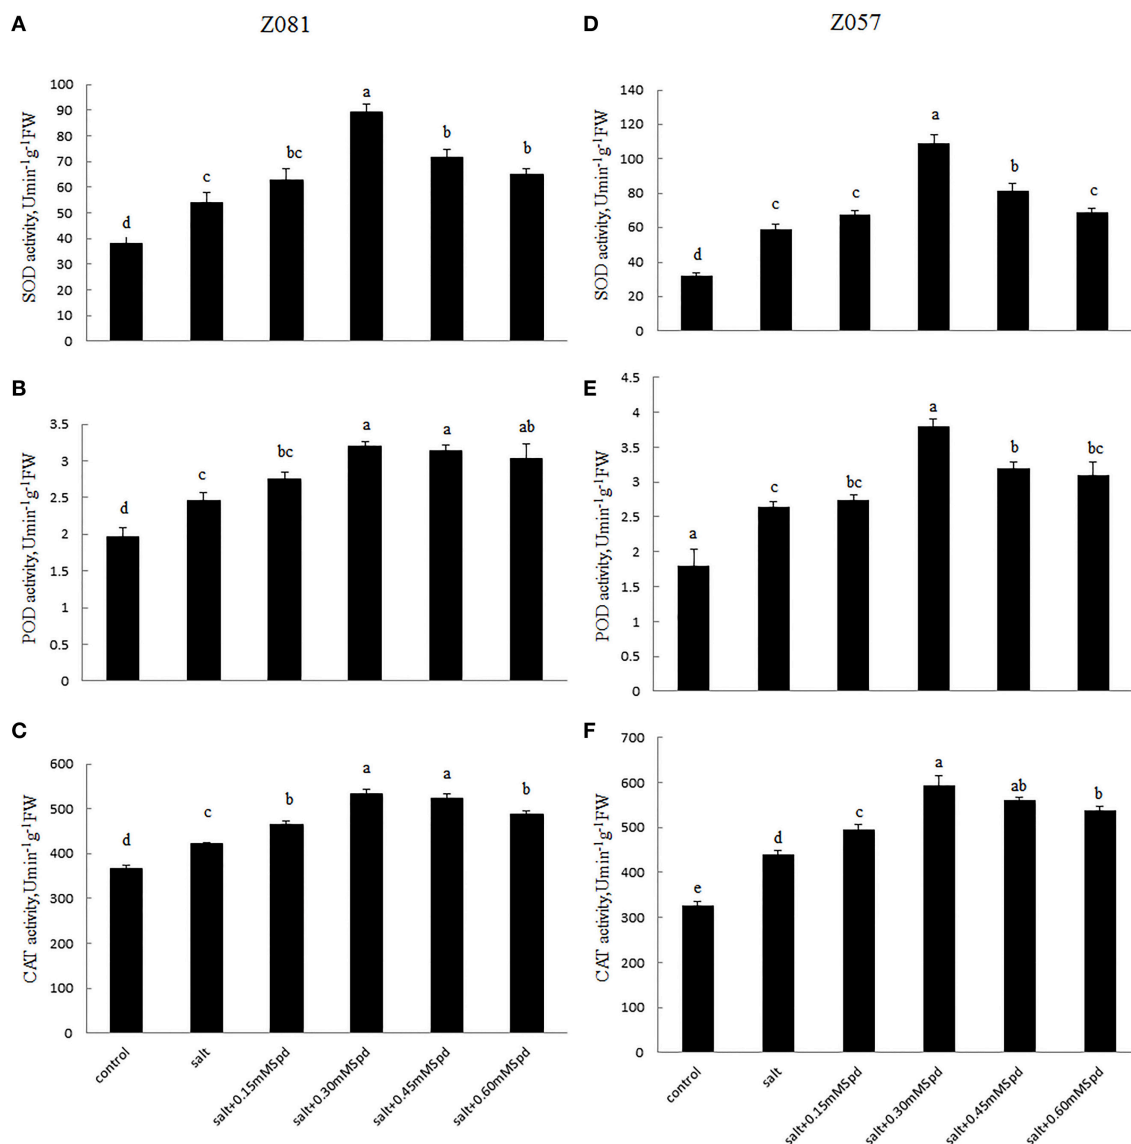 A
Z081
SOD activity, Umin⁻¹g⁻¹FW
100
90
80
70
60
50
40
30
20
10
0
d
c
bc
a
b
b
B
POD activity, Umin⁻¹g⁻¹FW
3.5
3
2.5
2
1.5
1
0.5
0
d
c
bc
a
a
ab
C
CAT activity, Umin⁻¹g⁻¹FW
600
500
400
300
200
100
0
d
c
b
a
a
b
control
salt
salt+0.15mMSpd
salt+0.30mMSpd
salt+0.45mMSpd
salt+0.60mMSpd
D
Z057
SOD activity, Umin⁻¹g⁻¹FW
140
120
100
80
60
40
20
0
d
c
c
a
b
c
E
POD activity, Umin⁻¹g⁻¹FW
4.5
4
3.5
3
2.5
2
1.5
1
0.5
0
a
c
bc
a
b
bc
F
CAT activity, Umin⁻¹g⁻¹FW
700
600
500
400
300
200
100
0
e
d
c
a
ab
b
control
salt
salt+0.15mMSpd
salt+0.30mMSpd
salt+0.45mMSpd
salt+0.60mMSpd